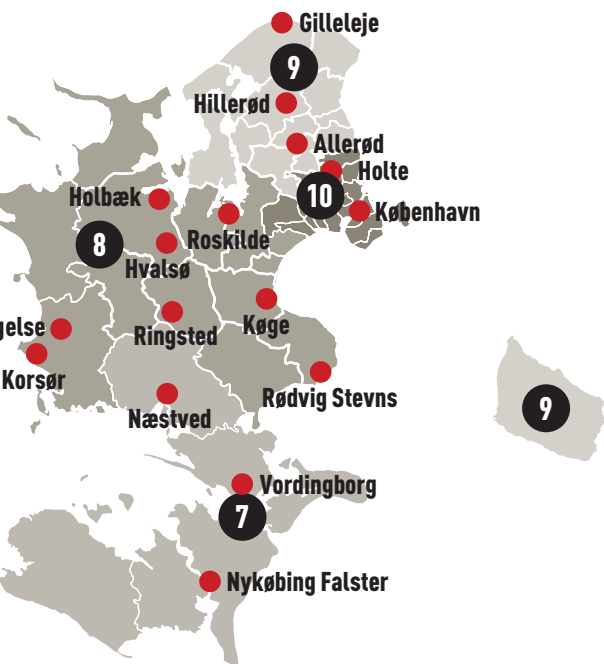 Gilleleje
9
Hillerød
Allerød
Holte
Holbæk
10
København
8
Roskilde
Hvalsø
Køge
gelse
Ringsted
Korsør
Rødvig Stevns
Næstved
9
Vordingborg
7
Nykøbing Falster